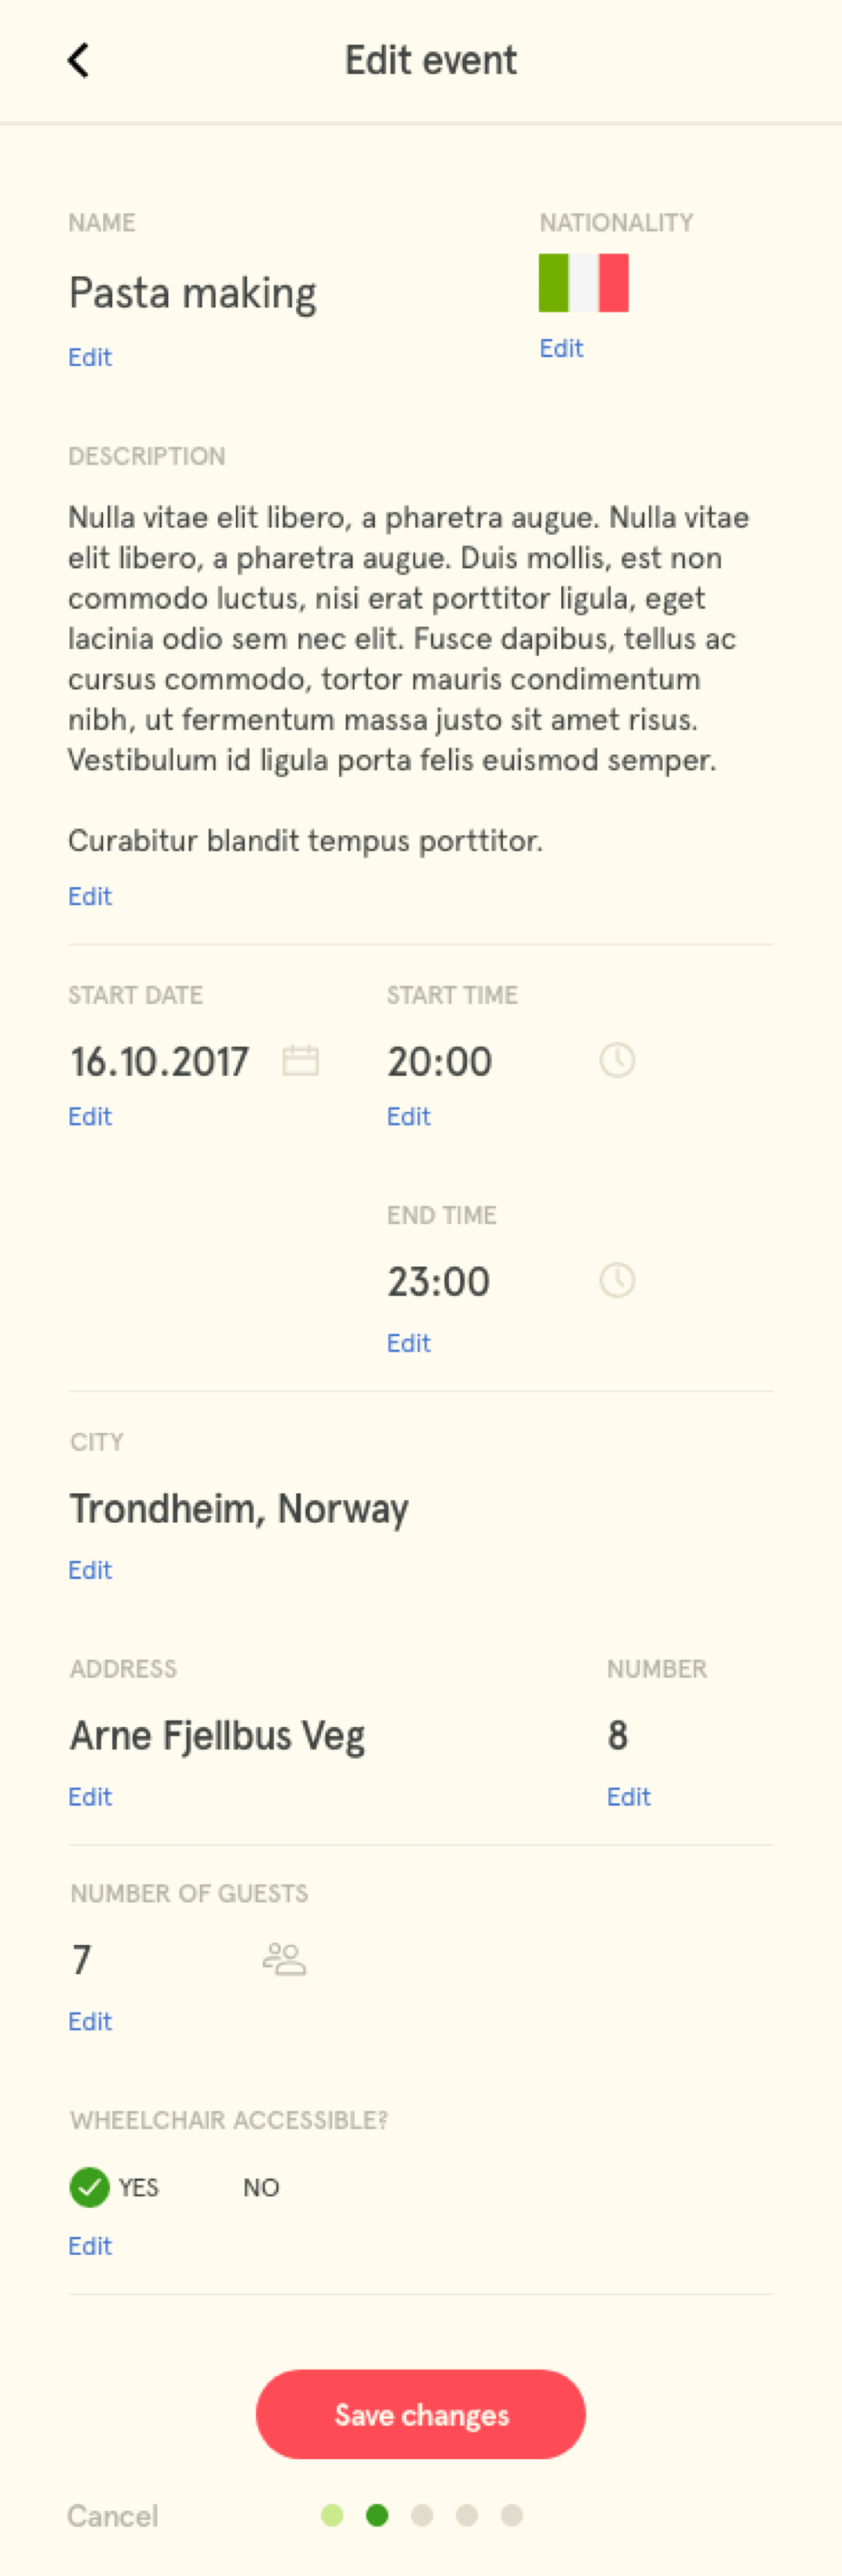 Edit event
NAME
NATIONALITY
Pasta making
Edit
Edit
DESCRIPTION
Nulla vitae elit libero, a pharetra augue. Nulla vitae
elit libero, a pharetra augue. Duis mollis, est non
commodo luctus, nisi erat porttitor ligula, eget
lacinia odio sem nec elit. Fusce dapibus, tellus ac
cursus commodo, tortor mauris condimentum
nibh, ut fermentum massa justo sit amet risus.
Vestibulum id ligula porta felis euismod semper.
Curabitur blandit tempus porttitor.
Edit
START DATE
START TIME
16.10.2017
20:00
Edit
Edit
END TIME
23:00
Edit
CITY
Trondheim, Norway
Edit
ADDRESS
NUMBER
Arne Fjellbus Veg
8
Edit
Edit
NUMBER OF GUESTS
7
Edit
WHEELCHAIR ACCESSIBLE?
YES
NO
Edit
Save changes
Cancel